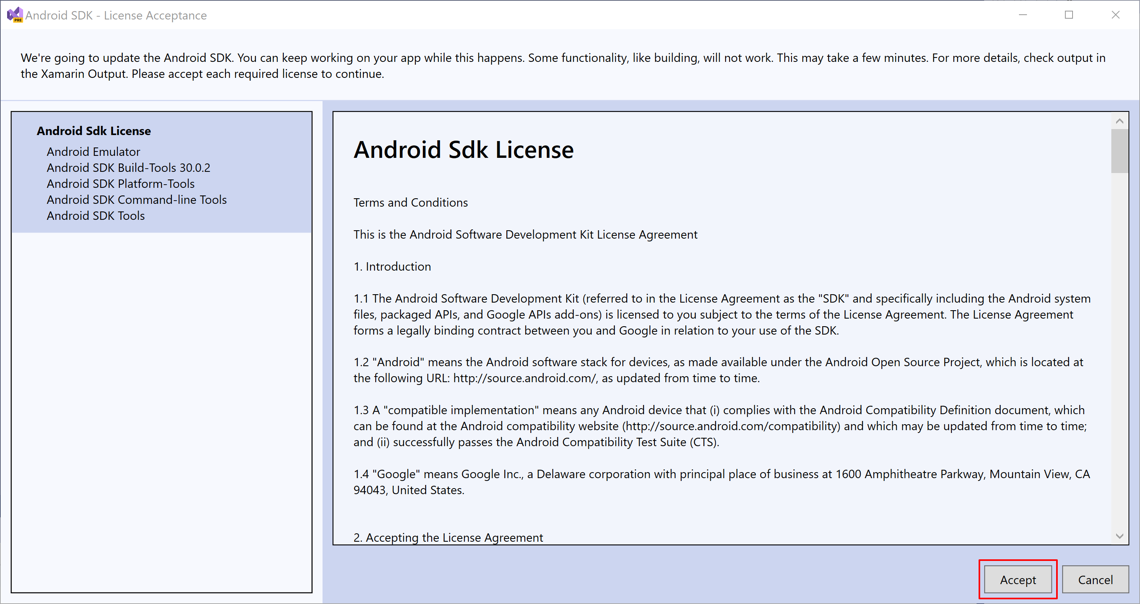 Android SDK - License Acceptance
We're going to update the Android SDK. You can keep working on your app while this happens. Some functionality, like building, will not work. This may take a few minutes. For more details, check output in
the Xamarin Output. Please accept each required license to continue.
Android Sdk License
Android Emulator
Android SDK Build-Tools 30.0.2
Android SDK Platform-Tools
Android SDK Command-line Tools
Android SDK Tools
Android Sdk License
Terms and Conditions
This is the Android Software Development Kit License Agreement
1. Introduction
1.1 The Android Software Development Kit (referred to in the License Agreement as the "SDK" and specifically including the Android system
files, packaged APIs, and Google APIs add-ons) is licensed to you subject to the terms of the License Agreement. The License Agreement
forms a legally binding contract between you and Google in relation to your use of the SDK.
1.2 "Android" means the Android software stack for devices, as made available under the Android Open Source Project, which is located at
the following URL: http://source.android.com/, as updated from time to time.
1.3 A "compatible implementation" means any Android device that (i) complies with the Android Compatibility Definition document, which
can be found at the Android compatibility website (http://source.android.com/compatibility) and which may be updated from time to time;
and (ii) successfully passes the Android Compatibility Test Suite (CTS).
1.4 "Google" means Google Inc., a Delaware corporation with principal place of business at 1600 Amphitheatre Parkway, Mountain View, CA
94043, United States.
2. Accepting the License Agreement
Accept
Cancel